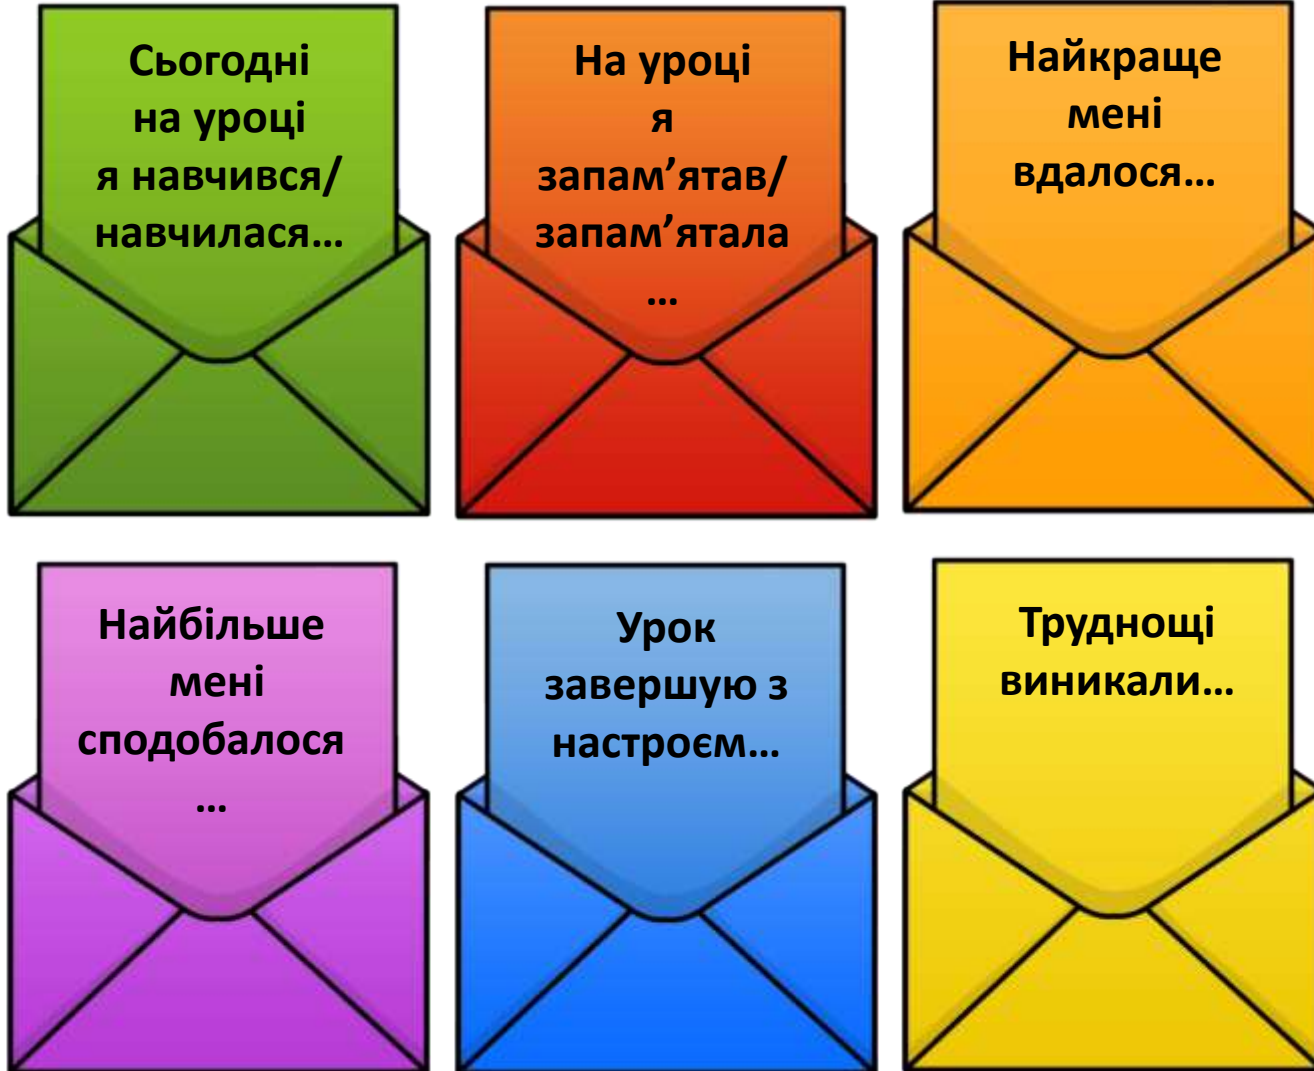 Сьогодні
на уроці
я навчився/
навчилася…
На уроці
я
запам’ятав/
запам’ятала
…
Найкраще
мені
вдалося…
Найбільше
мені
сподобалося
…
Урок
завершую з
настроєм…
Труднощі
виникали…